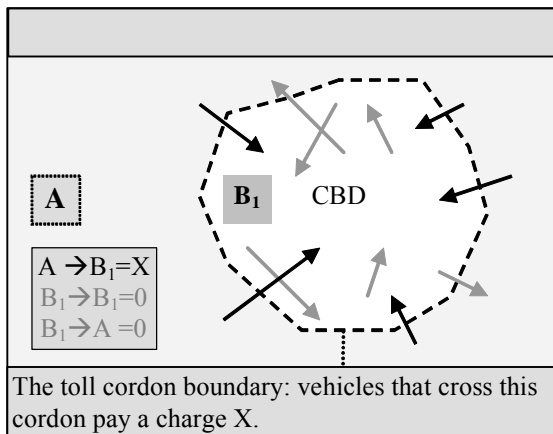 B₁ CBD
A
A →B₁=X
B₁→B₁=0
B₁→A =0
The toll cordon boundary: vehicles that cross this
cordon pay a charge X.